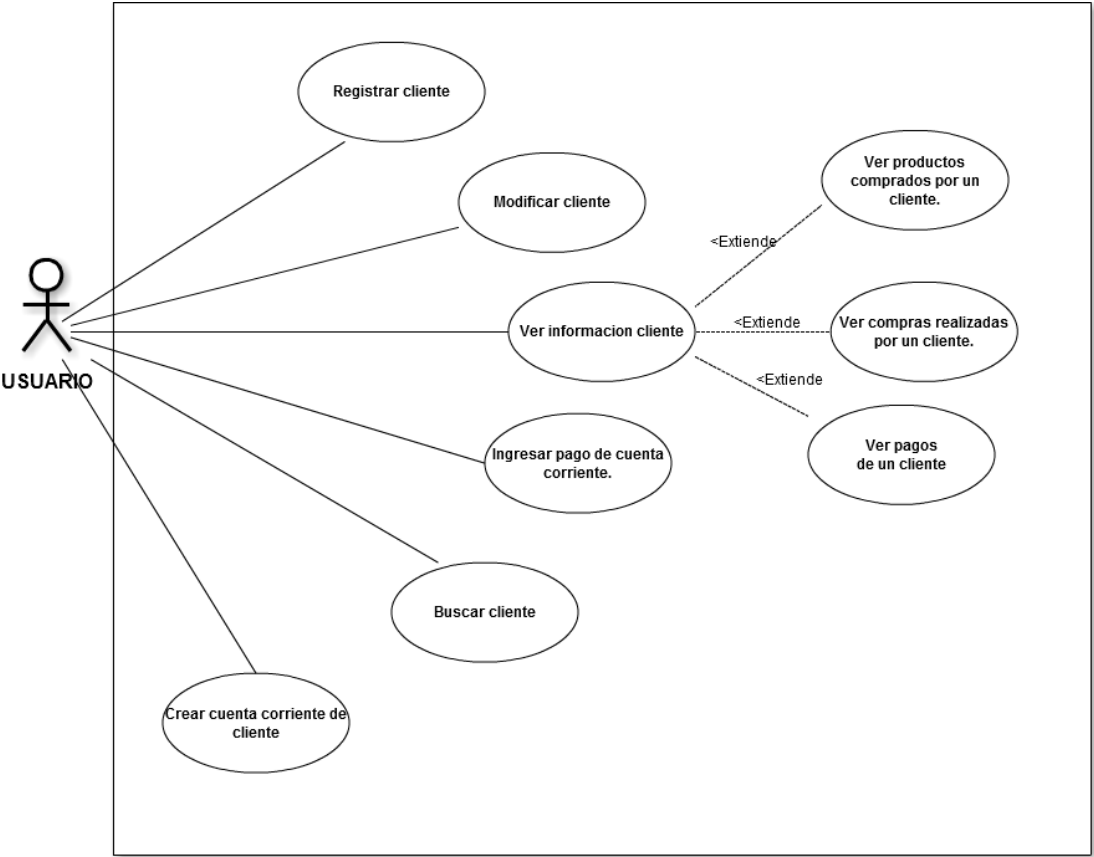 Registrar cliente
Modificar cliente
Ver productos
comprados por un
cliente.
<Extiende
USUARIO
Ver informacion cliente
<Extiende
Ver compras realizadas
por un cliente.
<Extiende
Ver pagos
de un cliente
Ingresar pago de cuenta
corriente.
Buscar cliente
Crear cuenta corriente de
cliente